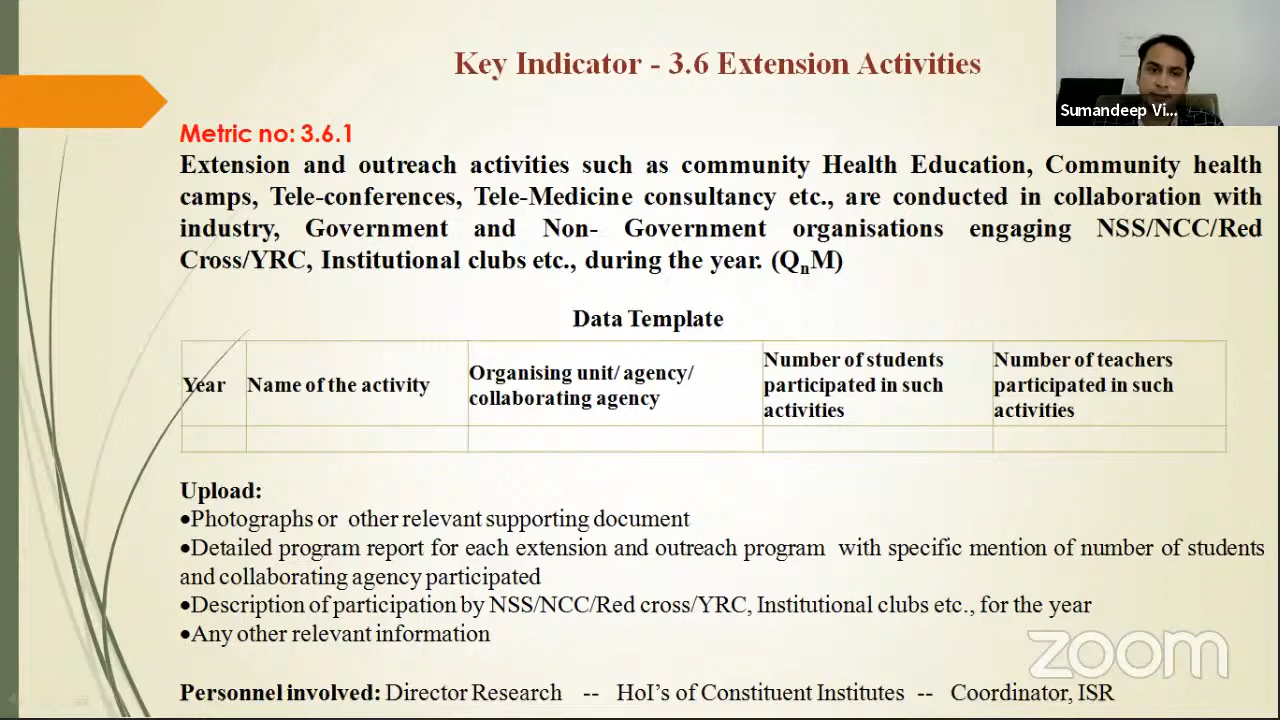 Key Indicator - 3.6 Extension Activities
Sumandeep Vi...
Metric no: 3.6.1
Extension and outreach activities such as community Health Education, Community health
camps, Tele-conferences, Tele-Medicine consultancy etc., are conducted in collaboration with
industry, Government and Non- Government organisations engaging NSS/NCC/Red
Cross/YRC, Institutional clubs etc., during the year. (QnM)
Data Template
Year
Name of the activity
Organising unit/ agency/
collaborating agency
Number of students
participated in such
activities
Number of teachers
participated in such
activities
Upload:
•Photographs or other relevant supporting document
•Detailed program report for each extension and outreach program with specific mention of number of students
and collaborating agency participated
•Description of participation by NSS/NCC/Red cross/YRC, Institutional clubs etc., for the year
•Any other relevant information
zoom
Personnel involved: Director Research -- HoI's of Constituent Institutes -- Coordinator, ISR